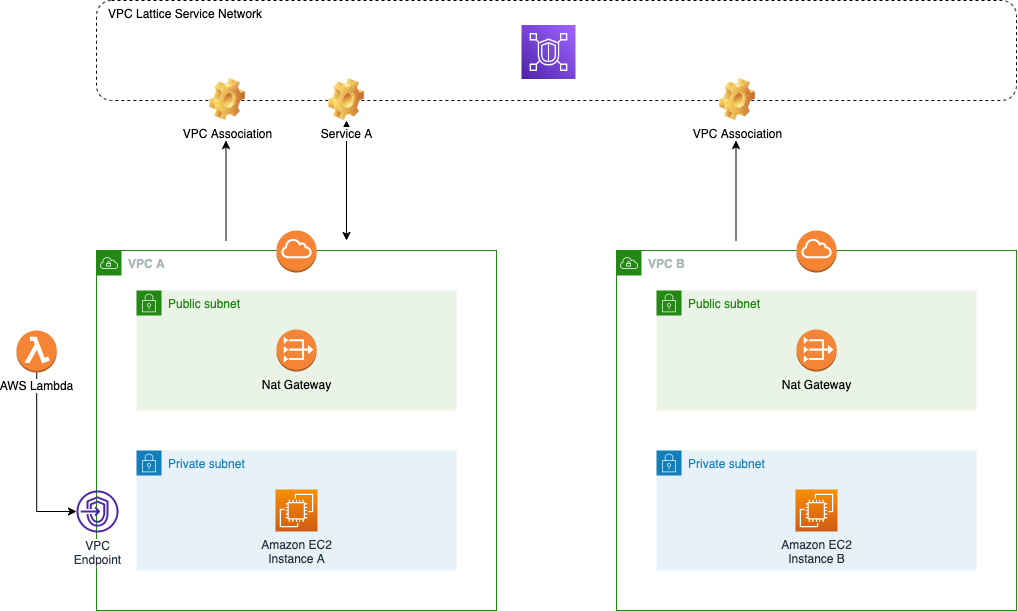 VPC Lattice Service Network
VPC Association
Service A
VPC Association
VPC A
VPC B
Public subnet
Public subnet
Nat Gateway
Nat Gateway
AWS Lambda
Private subnet
Private subnet
VPC
Endpoint
Amazon EC2
Instance A
Amazon EC2
Instance B